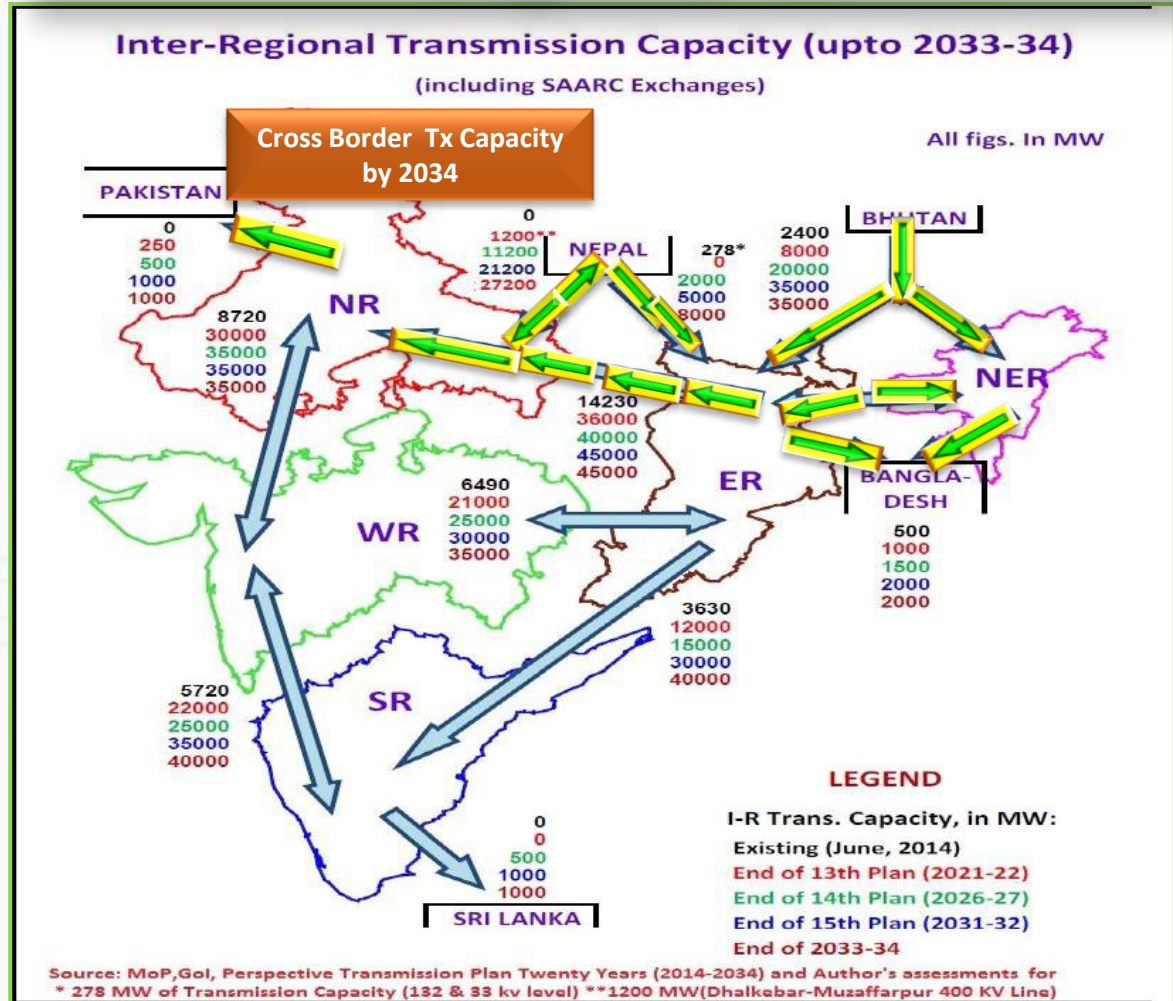 Inter-Regional Transmission Capacity (upto 2033-34)
(including SAARC Exchanges)
Cross Border Tx Capacity
by 2034
All figs. In MW
PAKISTAN
0
250
500
1000
1000
0
1200**
11200
21200
27200
NEPAL
278*
0
2000
5000
8000
2400
8000
20000
35000
35000
BHUTAN
NR
8720
30000
35000
35000
35000
NER
14230
36000
40000
45000
45000
ER
BANGLA-
DESH
500
1000
1500
2000
2000
6490
21000
25000
30000
35000
WR
3630
12000
15000
30000
40000
SR
5720
22000
25000
35000
40000
0
0
500
1000
1000
SRI LANKA
LEGEND
I-R Trans. Capacity, in MW:
Existing (June, 2014)
End of 13th Plan (2021-22)
End of 14th Plan (2026-27)
End of 15th Plan (2031-32)
End of 2033-34
Source: MoP,GoI, Perspective Transmission Plan Twenty Years (2014-2034) and Author's assessments for
* 278 MW of Transmission Capacity (132 & 33 kv level) **1200 MW(Dhalkebar-Muzaffarpur 400 KV Line)